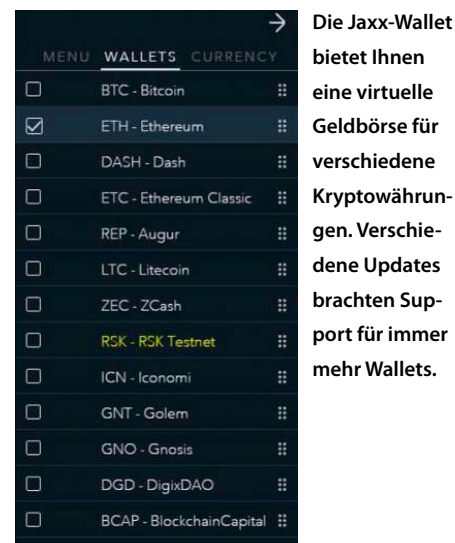 MENU WALLETS CURRENCY
BTC - Bitcoin
ETH - Ethereum
DASH - Dash
ETC - Ethereum Classic
REP - Augur
LTC - Litecoin
ZEC - ZCash
RSK - RSK Testnet
ICN - Iconomi
GNT - Golem
GNO - Gnosis
DGD - DigixDAO
BCAP - BlockchainCapital
Die Jaxx-Wallet
bietet Ihnen
eine virtuelle
Geldbörse für
verschiedene
Kryptowährun-
gen. Verschie-
dene Updates
brachten Sup-
port für immer
mehr Wallets.